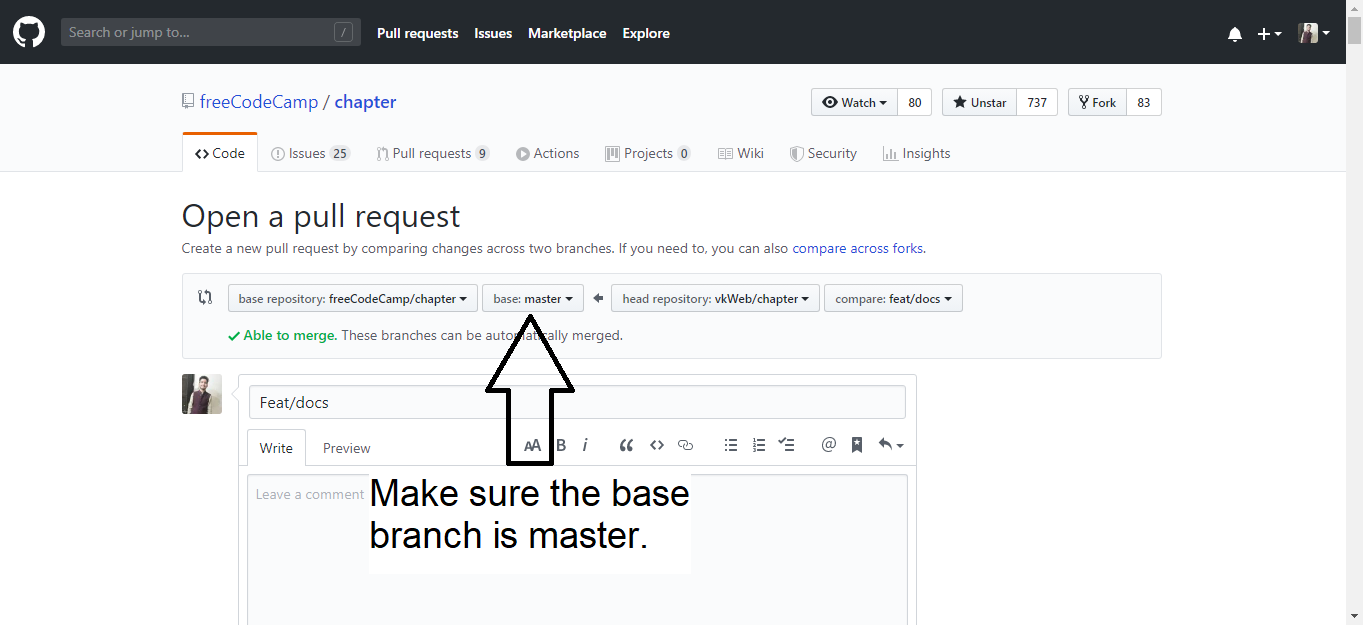 Search or jump to... /
Pull requests Issues Marketplace Explore
freeCodeCamp / chapter
Watch 80 Unstar 737 Fork 83
Code Issues 25 Pull requests 9 Actions Projects 0 Wiki Security Insights
Open a pull request
Create a new pull request by comparing changes across two branches. If you need to, you can also compare across forks.
base repository: freeCodeCamp/chapter base: master head repository: vkWeb/chapter compare: feat/docs
Able to merge. These branches can be automatically merged.
Feat/docs
Write Preview AA B i @
Leave a comment
Make sure the base
branch is master.